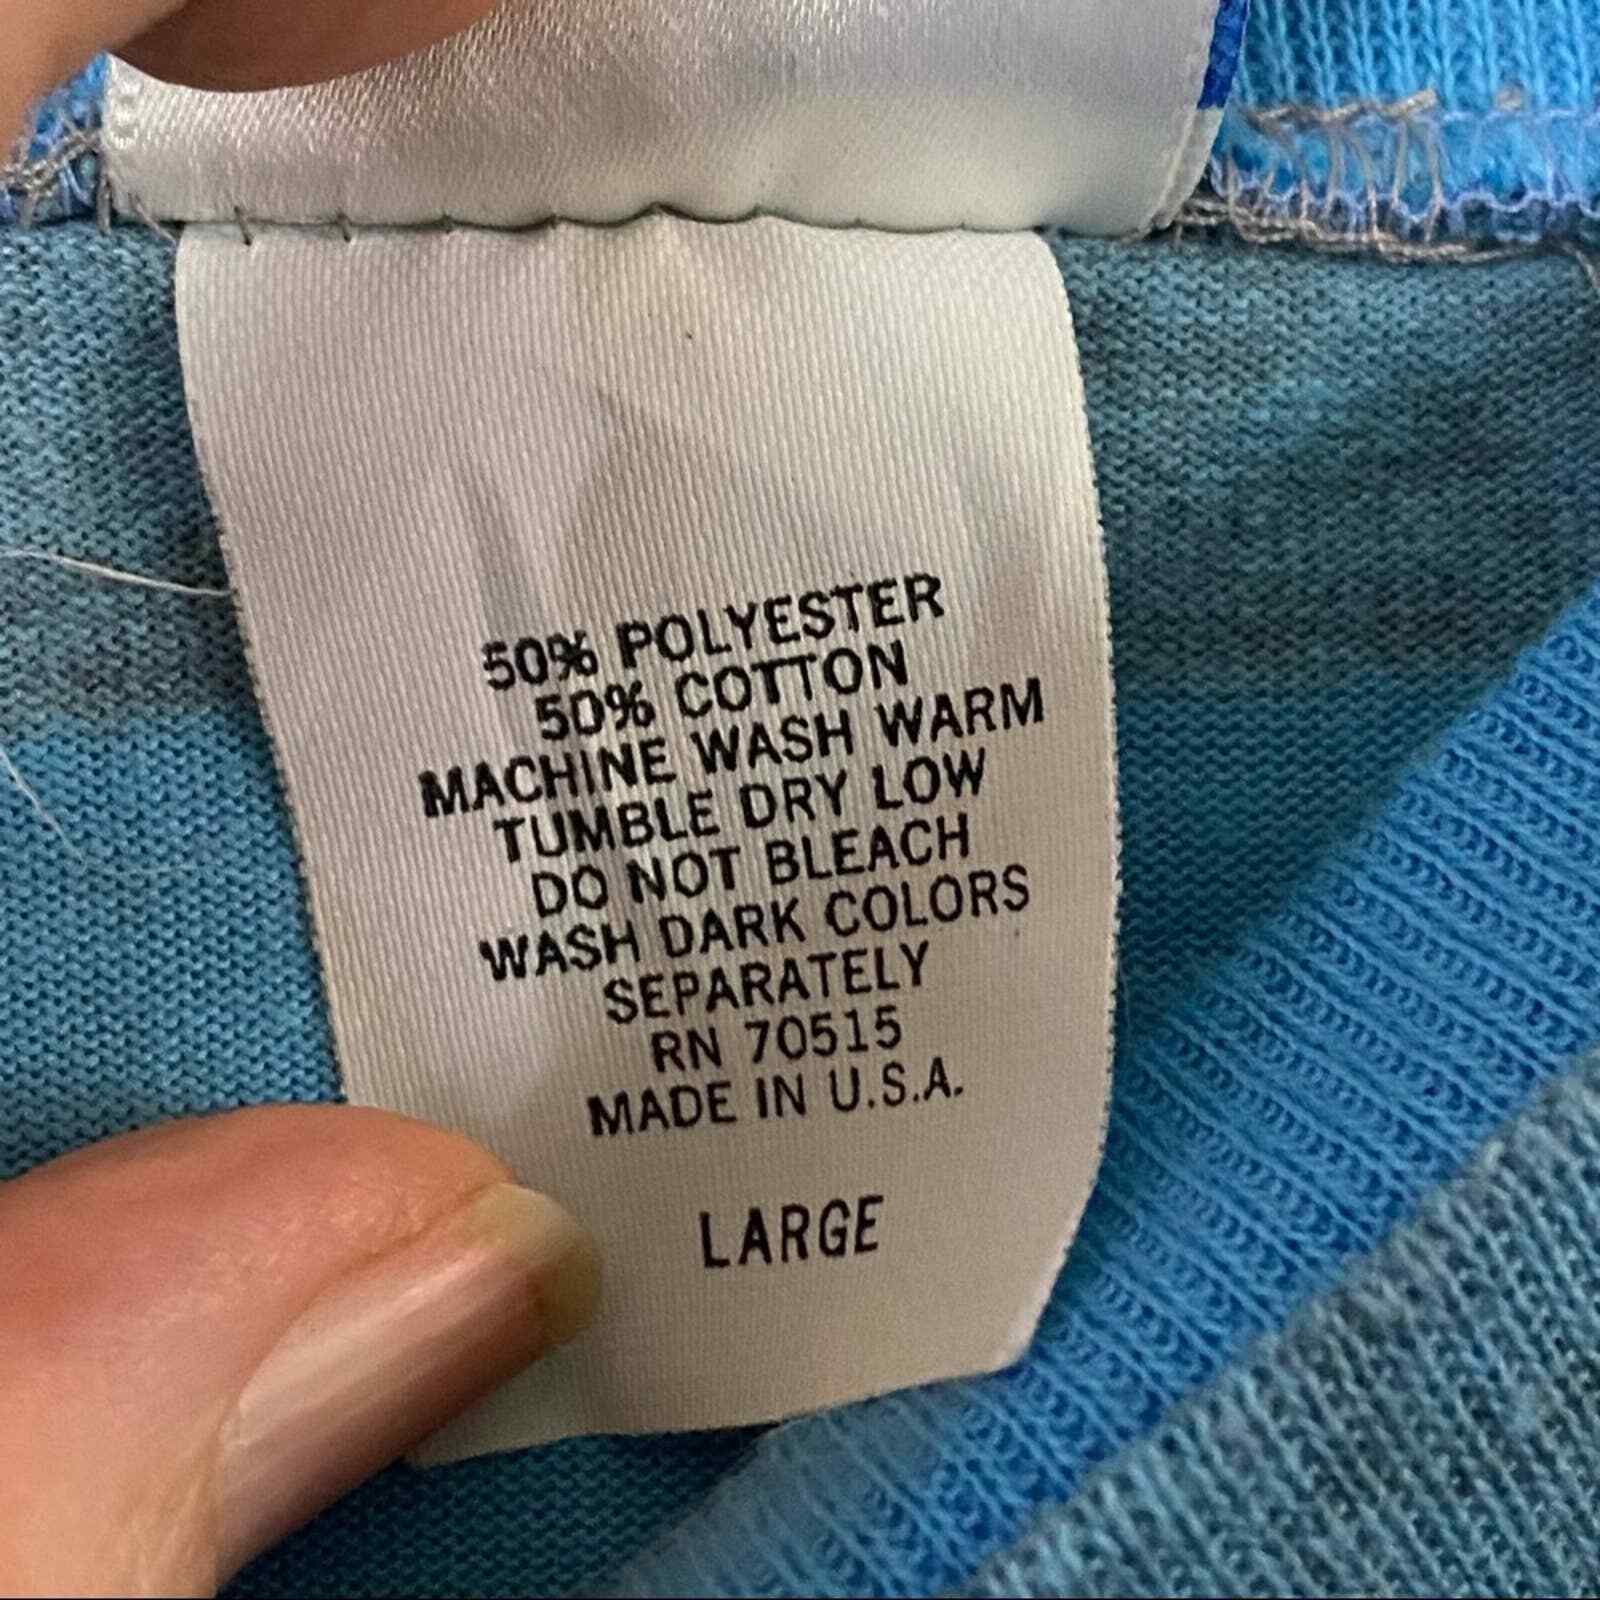 50% POLYESTER
50% COTTON
MACHINE WASH WARM
TUMBLE DRY LOW
DO NOT BLEACH
WASH DARK COLORS
SEPARATELY
RN 70515
MADE IN U.S.A.
LARGE